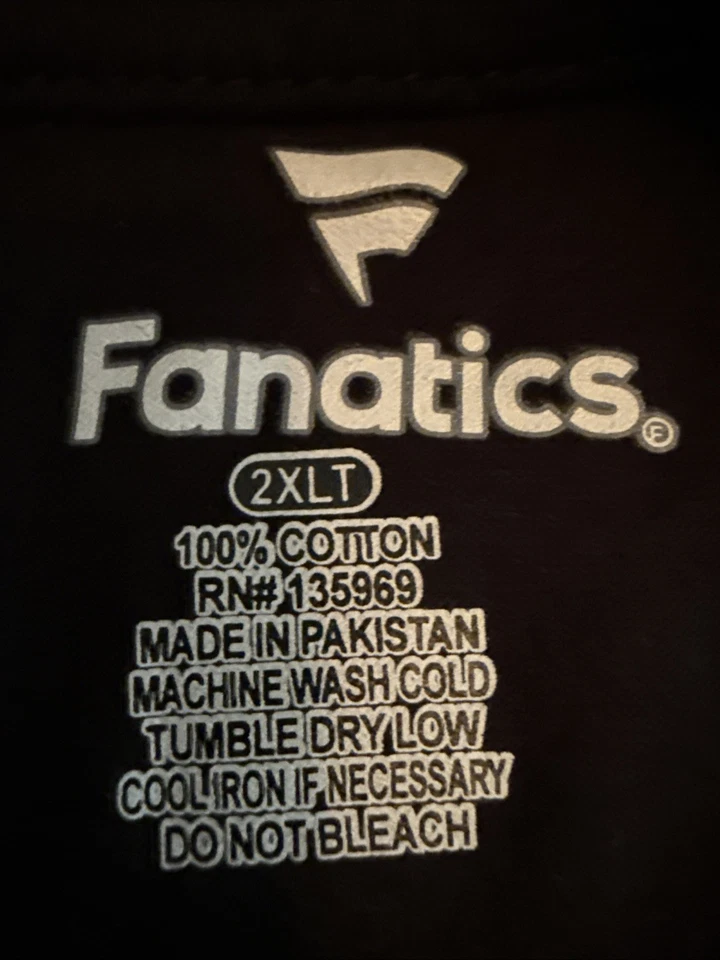 Fanatics
2XLT
100% COTTON
RN# 135969
MADE IN PAKISTAN
MACHINE WASH COLD
TUMBLE DRY LOW
COOL IRON IF NECESSARY
DO NOT BLEACH